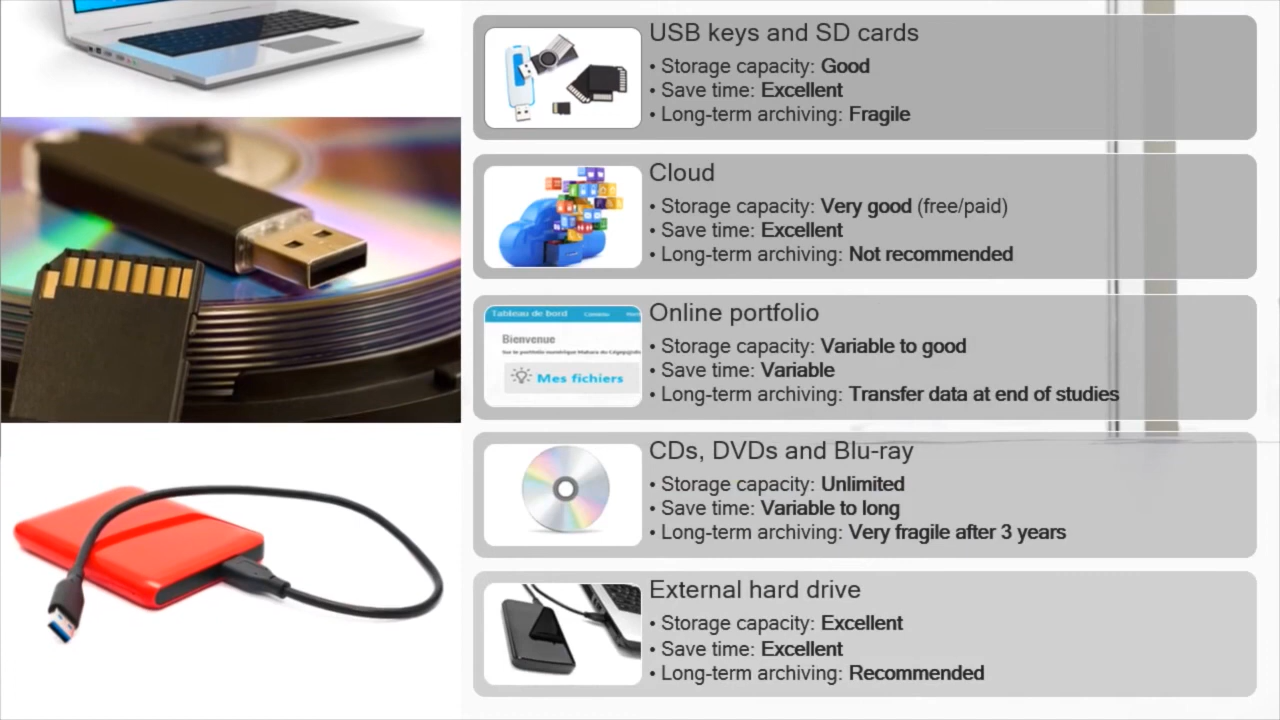 USB keys and SD cards
• Storage capacity: Good
• Save time: Excellent
• Long-term archiving: Fragile
Cloud
• Storage capacity: Very good (free/paid)
• Save time: Excellent
• Long-term archiving: Not recommended
Tableau de bord
Bienvenue
Mes fichiers
Online portfolio
• Storage capacity: Variable to good
• Save time: Variable
• Long-term archiving: Transfer data at end of studies
CDs, DVDs and Blu-ray
• Storage capacity: Unlimited
• Save time: Variable to long
• Long-term archiving: Very fragile after 3 years
External hard drive
• Storage capacity: Excellent
• Save time: Excellent
• Long-term archiving: Recommended